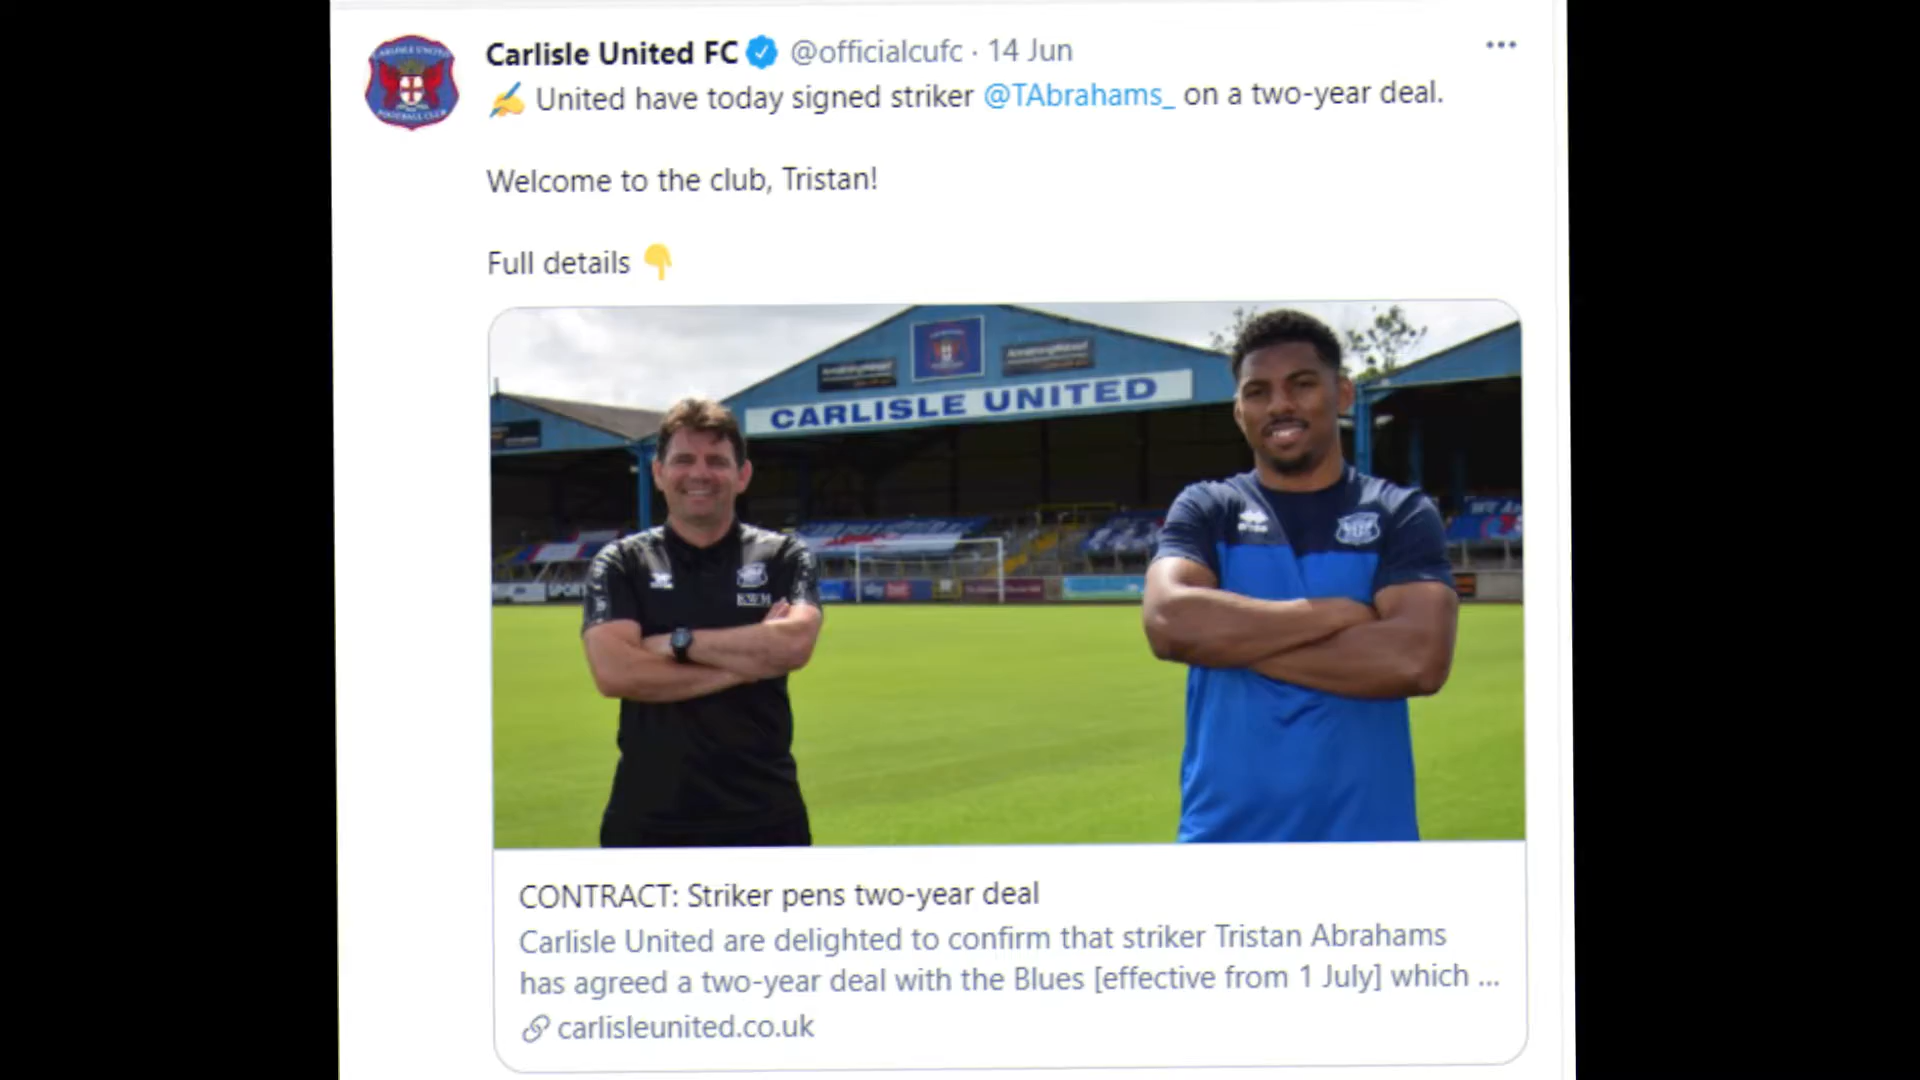 Carlisle United FC @officialcufc · 14 Jun
United have today signed striker @TAbrahams_ on a two-year deal.
Welcome to the club, Tristan!
Full details
CARLISLE UNITED
CONTRACT: Striker pens two-year deal
Carlisle United are delighted to confirm that striker Tristan Abrahams
has agreed a two-year deal with the Blues [effective from 1 July] which ...
carlisleunited.co.uk